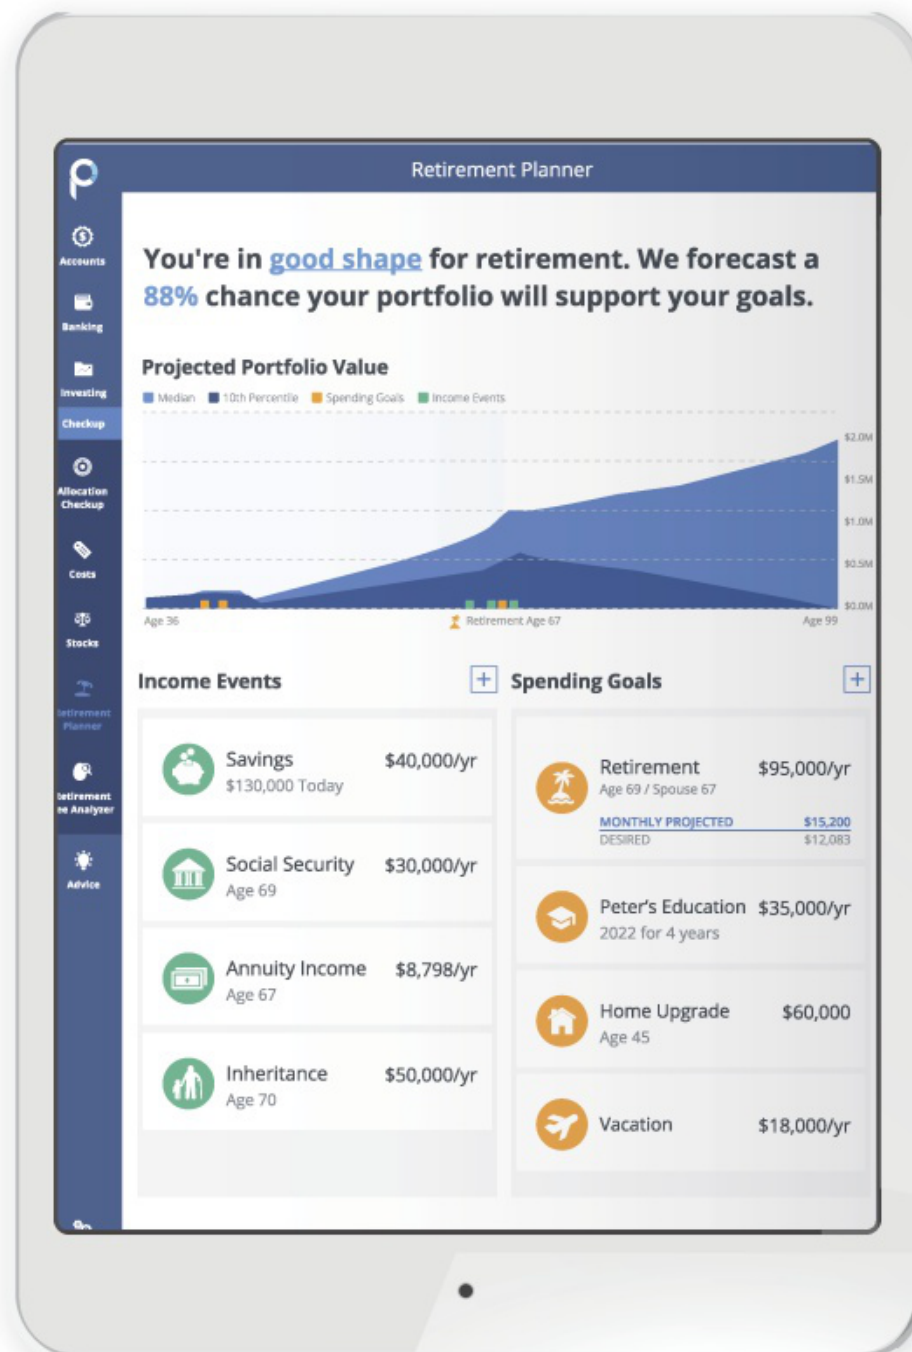 Retirement Planner
Accounts
Banking
Investing
Checkup
Allocation
Checkup
Costs
Stocks
Retirement
Planner
Advice
You're in good shape for retirement. We forecast a
88% chance your portfolio will support your goals.
Projected Portfolio Value
Median 10th Percentile Spending Goals Income Events
$2.0M
$1.5M
$1.0M
$0.5M
$0.0M
Age 36 Retirement Age 67 Age 99
Income Events +
Savings $40,000/yr
$130,000 Today
Social Security $30,000/yr
Age 69
Annuity Income $8,798/yr
Age 67
Inheritance $50,000/yr
Age 70
Spending Goals +
Retirement $95,000/yr
Age 69 / Spouse 67
MONTHLY PROJECTED $15,200
DESIRED $12,083
Peter's Education $35,000/yr
2022 for 4 years
Home Upgrade $60,000
Age 45
Vacation $18,000/yr